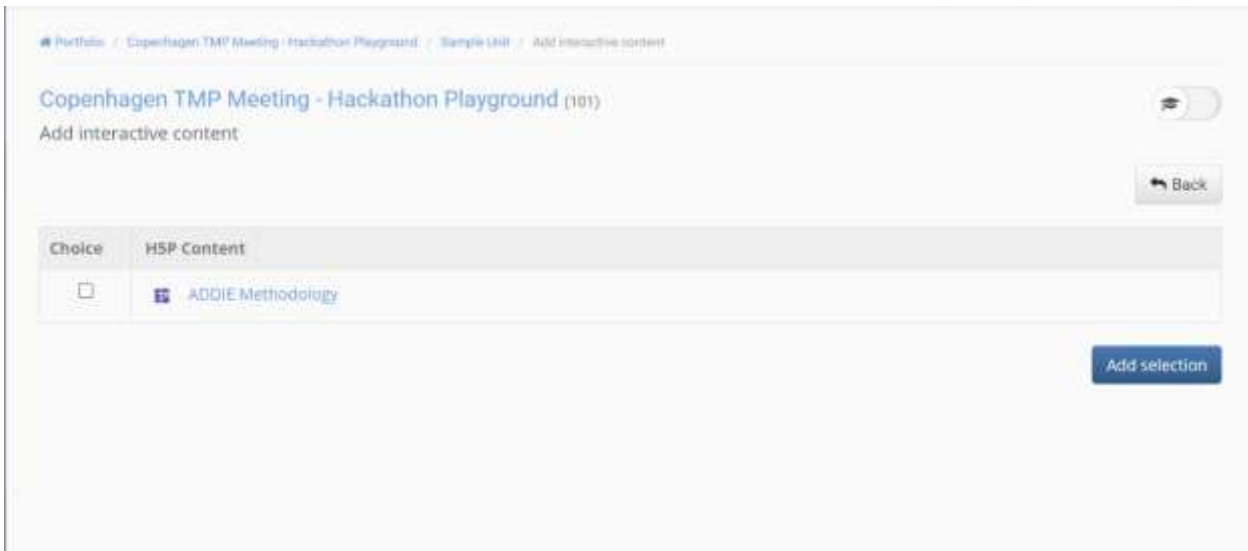 Portfolio / Copenhagen TMP Meeting - Hackathon Playground / Sample Unit / Add interactive content
Copenhagen TMP Meeting - Hackathon Playground (101)
Add interactive content
Back
Choice H5P Content
ADDIE Methodology
Add selection